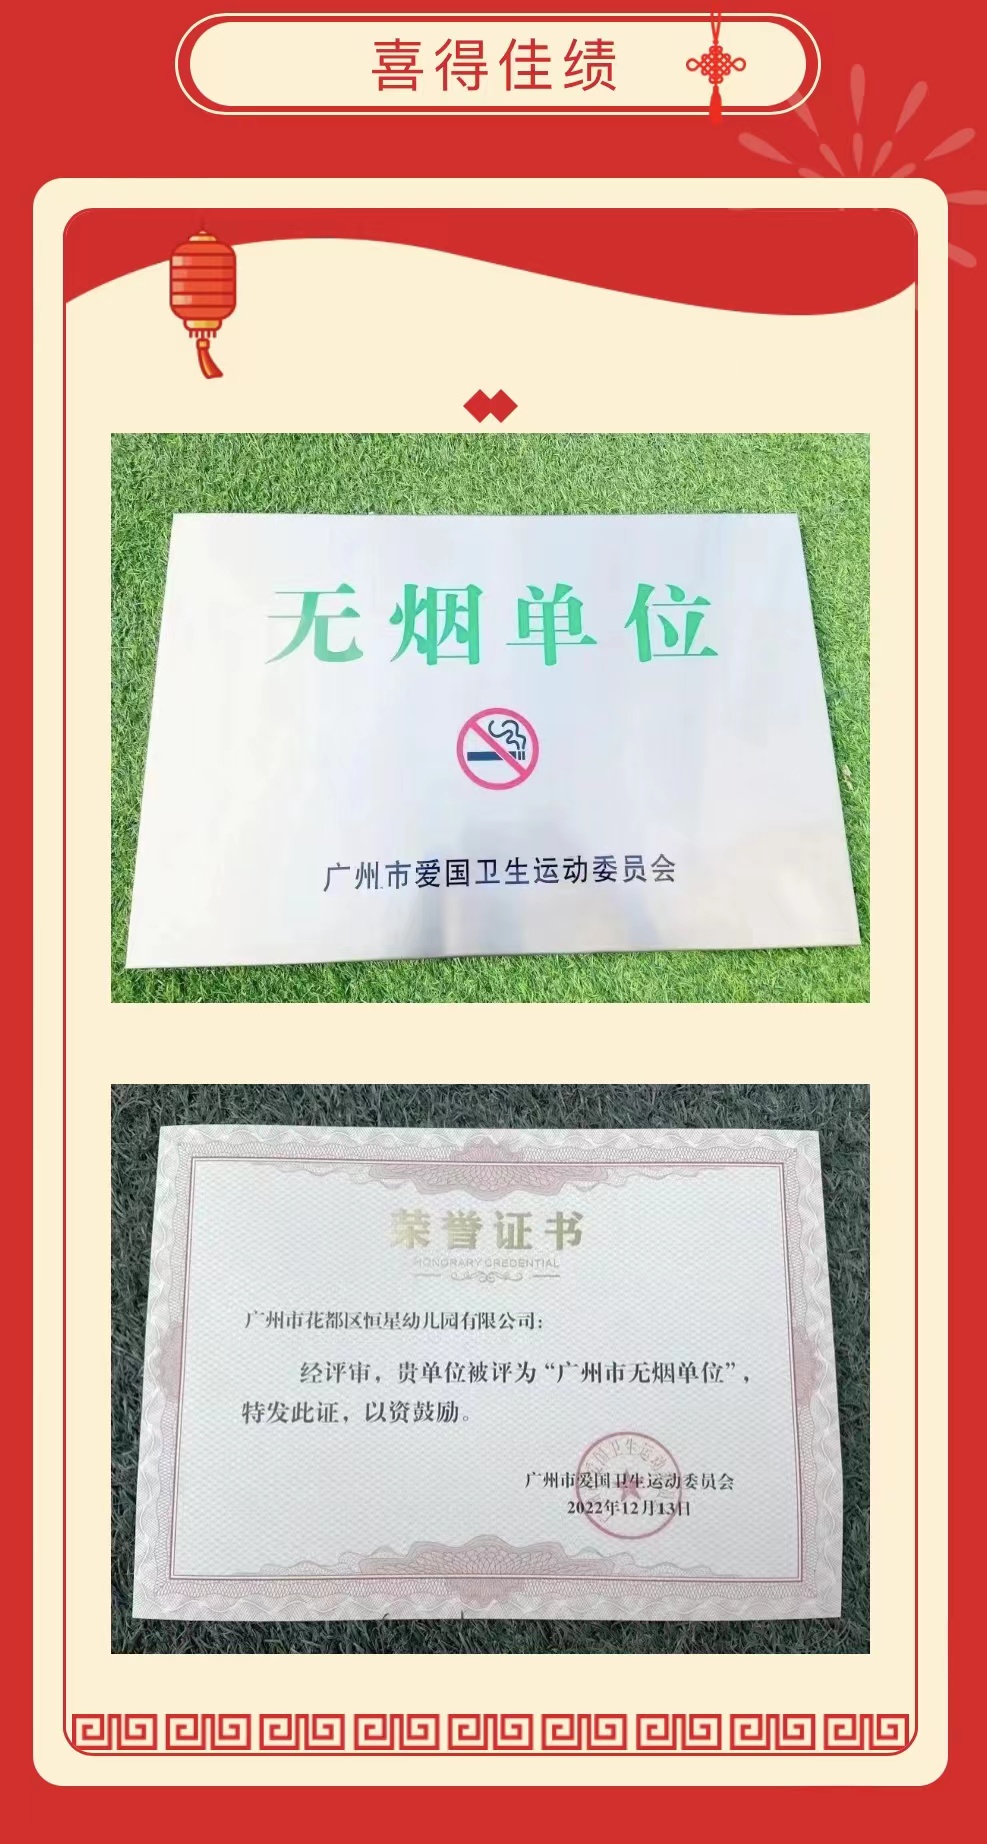 喜得佳绩
无烟单位
广州市爱国卫生运动委员会
荣誉证书
HONORARY CREDENTIAL
广州市花都区恒星幼儿园有限公司：
经评审，贵单位被评为“广州市无烟单位”，
特发此证，以资鼓励。
广州市爱国卫生运动委员会
2022年12月13日